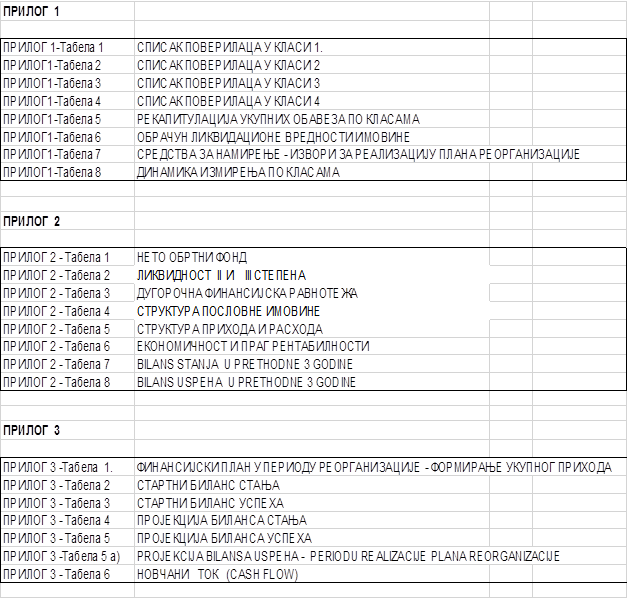 ПРИЛОГ 1
ПРИЛОГ 1-Табела 1 СПИСАК ПОВЕРИЛАЦА У КЛАСИ 1.
ПРИЛОГ1-Табела 2 СПИСАК ПОВЕРИЛАЦА У КЛАСИ 2
ПРИЛОГ1-Табела 3 СПИСАК ПОВЕРИЛАЦА У КЛАСИ 3
ПРИЛОГ1-Табела 4 СПИСАК ПОВЕРИЛАЦА У КЛАСИ 4
ПРИЛОГ1-Табела 5 РЕКАПИТУЛАЦИЈА УКУПНИХ ОБАВЕЗА ПО КЛАСАМА
ПРИЛОГ1-Табела 6 ОБРАЧУН ЛИКВИДАЦИОНЕ ВРЕДНОСТИ ИМОВИНЕ
ПРИЛОГ1-Табела 7 СРЕДСТВА ЗА НАМИРЕЊЕ - ИЗВОРИ ЗА РЕАЛИЗАЦИЈУ ПЛАНА РЕОРГАНИЗАЦИЈЕ
ПРИЛОГ1-Табела 8 ДИНАМИКА ИЗМИРЕЊА ПО КЛАСАМА
ПРИЛОГ 2
ПРИЛОГ 2 - Табела 1 НЕТО ОБРТНИ ФОНД
ПРИЛОГ 2 - Табела 2 ЛИКВИДНОСТ II И III СТЕПЕНА
ПРИЛОГ 2 - Табела 3 ДУГОРОЧНА ФИНАНСИЈСКА РАВНОТЕЖА
ПРИЛОГ 2 - Табела 4 СТРУКТУРА ПОСЛОВНЕ ИМОВИНЕ
ПРИЛОГ 2 - Табела 5 СТРУКТУРА ПРИХОДА И РАСХОДА
ПРИЛОГ 2 - Табела 6 ЕКОНОМИЧНОСТ И ПРАГ РЕНТАБИЛНОСТИ
ПРИЛОГ 2 - Табела 7 BILANS STANJA U PRETHODNE 3 GODINE
ПРИЛОГ 2 - Табела 8 BILANS USPEHA U PRETHODNE 3 GODINE
ПРИЛОГ 3
ПРИЛОГ 3 -Табела 1. ФИНАНСИЈСКИ ПЛАН У ПЕРИОДУ РЕОРГАНИЗАЦИЈЕ - ФОРМИРАЊЕ УКУПНОГ ПРИХОДА
ПРИЛОГ 3 - Табела 2 СТАРТНИ БИЛАНС СТАЊА
ПРИЛОГ 3 - Табела 3 СТАРТНИ БИЛАНС УСПЕХА
ПРИЛОГ 3 - Табела 4 ПРОЈЕКЦИЈА БИЛАНСА СТАЊА
ПРИЛОГ 3 - Табела 5 ПРОЈЕКЦИЈА БИЛАНСА УСПЕХА
ПРИЛОГ 3 -Табела 5 а) PROJEKCIJA BILANSA USPEHA - PERIODU REALIZACIJE PLANA REORGANIZACIJE
ПРИЛОГ 3 - Табела 6 НОВЧАНИ ТОК (CASH FLOW)